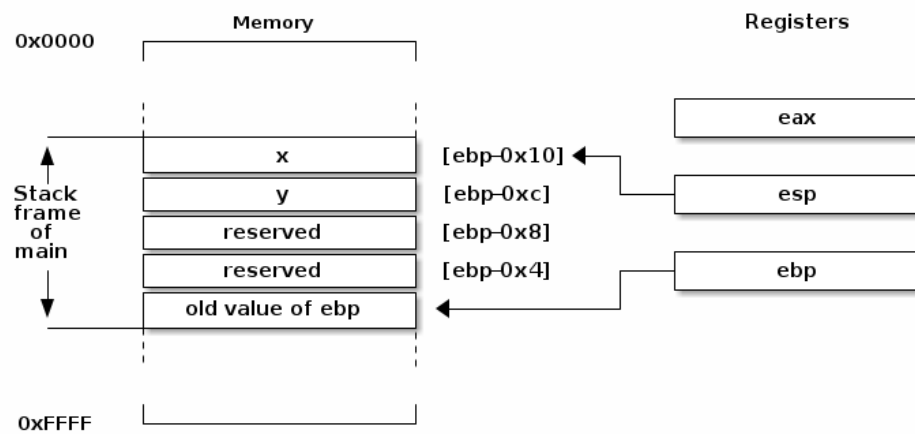 Memory
Registers
0x0000
eax
x
[ebp-0x10]
Stack
frame
of
main
y
[ebp-0xc]
esp
reserved
[ebp-0x8]
reserved
[ebp-0x4]
ebp
old value of ebp
0xFFFF